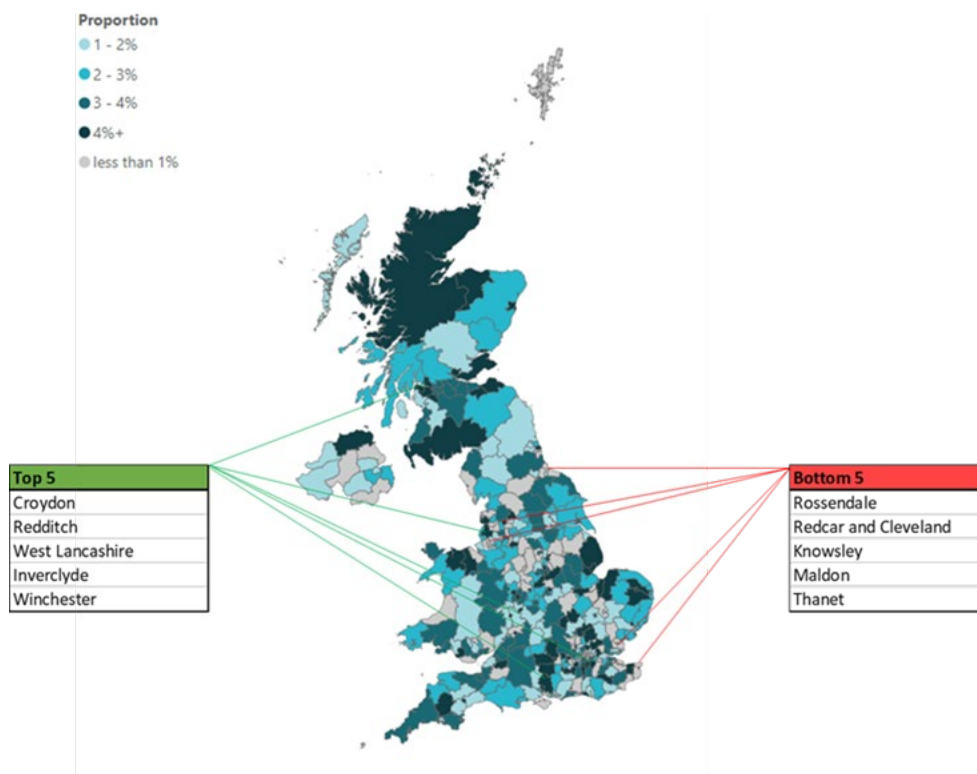 Proportion
1 - 2%
2 - 3%
3 - 4%
4%+
less than 1%
Top 5
Croydon
Redditch
West Lancashire
Inverclyde
Winchester
Bottom 5
Rossendale
Redcar and Cleveland
Knowsley
Maldon
Thanet